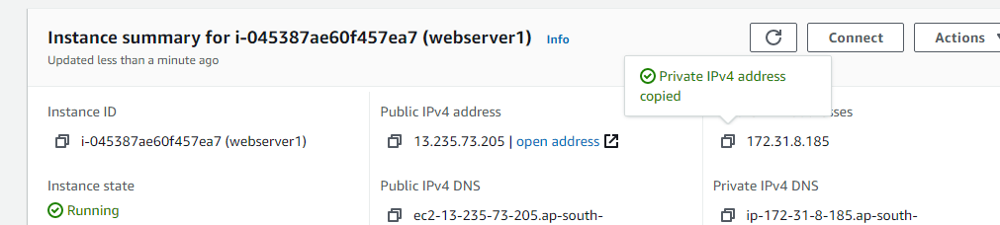 Instance summary for i-045387ae60f457ea7 (webserver1) Info
Connect
Actions
Updated less than a minute ago
Private IPv4 address
copied
Instance ID
Public IPv4 address
sses
i-045387ae60f457ea7 (webserver1)
13.235.73.205 | open address
172.31.8.185
Instance state
Public IPv4 DNS
Private IPv4 DNS
Running
ec2-13-235-73-205.ap-south-
ip-172-31-8-185.ap-south-